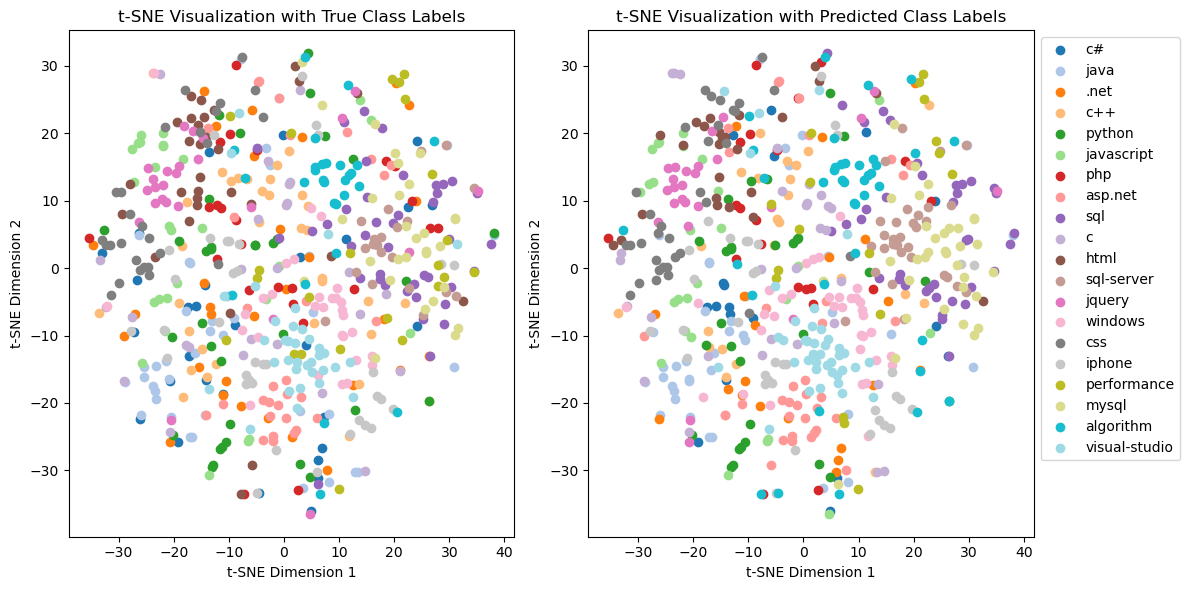 t-SNE Visualization with True Class Labels
t-SNE Dimension 2
30
20
10
0
−10
−20
−30
−30 −20 −10 0 10 20 30 40
t-SNE Dimension 1
t-SNE Visualization with Predicted Class Labels
t-SNE Dimension 2
30
20
10
0
−10
−20
−30
−30 −20 −10 0 10 20 30 40
t-SNE Dimension 1
c#
java
.net
c++
python
javascript
php
asp.net
sql
c
html
sql-server
jquery
windows
css
iphone
performance
mysql
algorithm
visual-studio